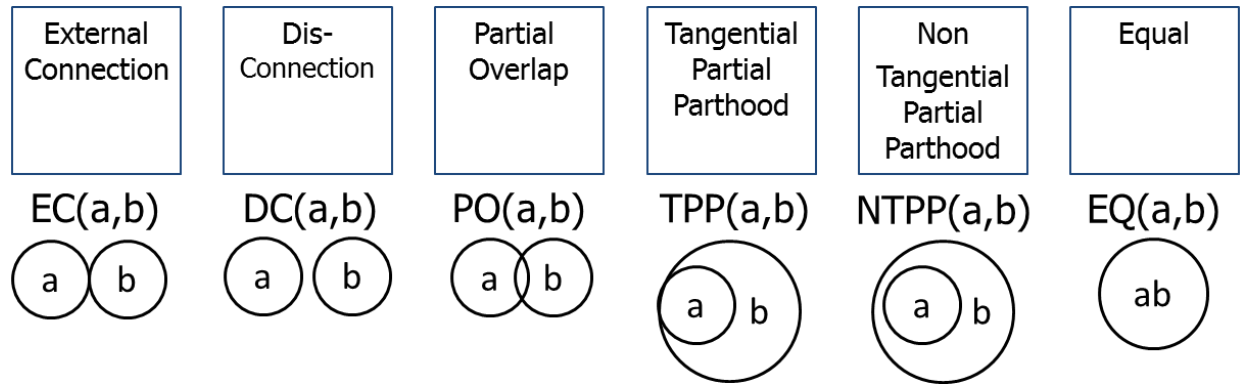 External
Connection
Dis-
Connection
Partial
Overlap
Tangential
Partial
Parthood
Non
Tangential
Partial
Parthood
Equal
EC(a,b)
DC(a,b)
PO(a,b)
TPP(a,b)
NTPP(a,b)
EQ(a,b)
a b
a b
a b
a b
a b
ab